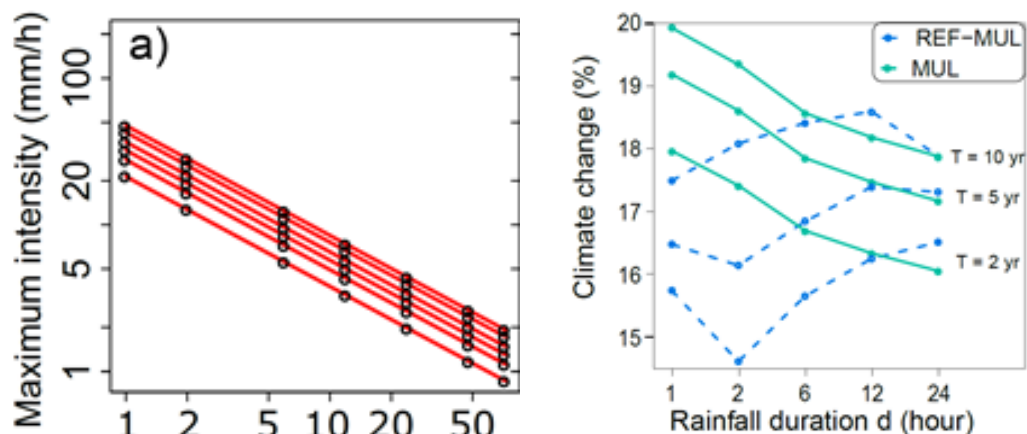 Maximum intensity (mm/h)
100
20
5
1
a)
1 2 5 10 20 50
Climate change (%)
20
19
18
17
16
15
REF−MUL
MUL
T = 10 yr
T = 5 yr
T = 2 yr
1 2 6 12 24
Rainfall duration d (hour)